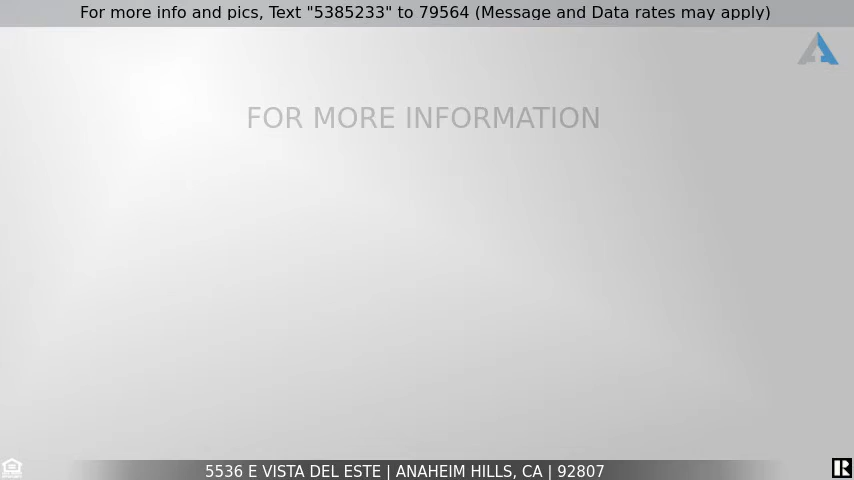 For more info and pics, Text "5385233" to 79564 (Message and Data rates may apply)
FOR MORE INFORMATION
5536 E VISTA DEL ESTE | ANAHEIM HILLS, CA | 92807